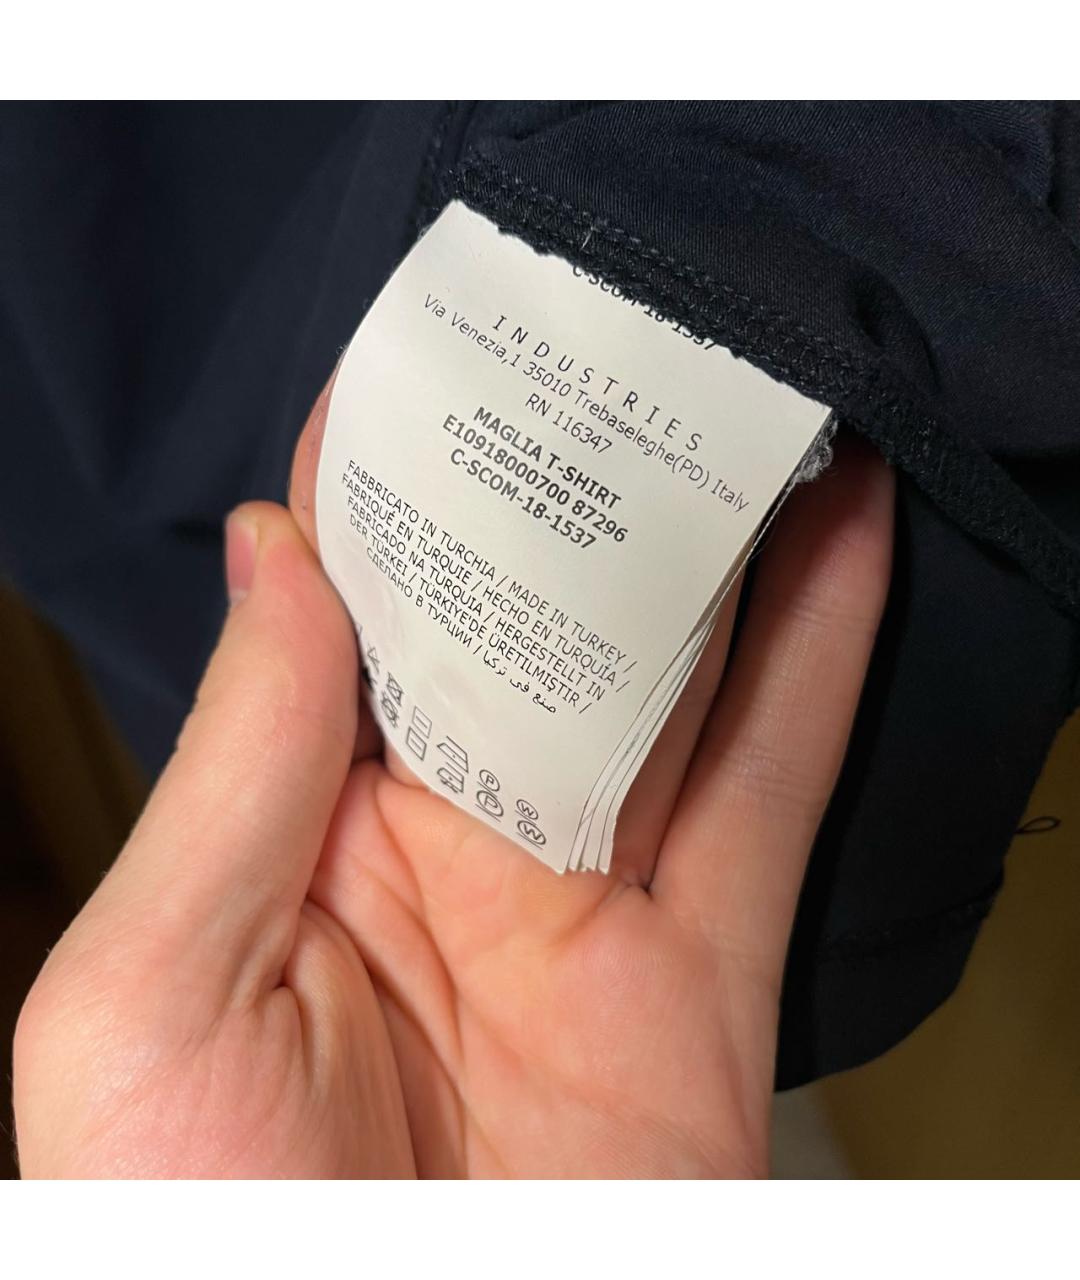 C-SCOM-18-1537
INDUSTRIES
Via Venezia,1 35010 Trebaseleghe(PD) Italy
RN 116347
MAGLIA T-SHIRT
E10918000700 87296
C-SCOM-18-1537
FABBRICATO IN TURCHIA / MADE IN TURKEY /
FABRIQUÉ EN TURQUIE / HECHO EN TURQUÍA /
FABRICADO NA TURQUIA / HERGESTELLT IN
DER TÜRKEI / TÜRKİYE'DE ÜRETILMIŞTIR /
СДЕЛАНО В ТУРЦИИ / صنع في تركيا
P W
P W